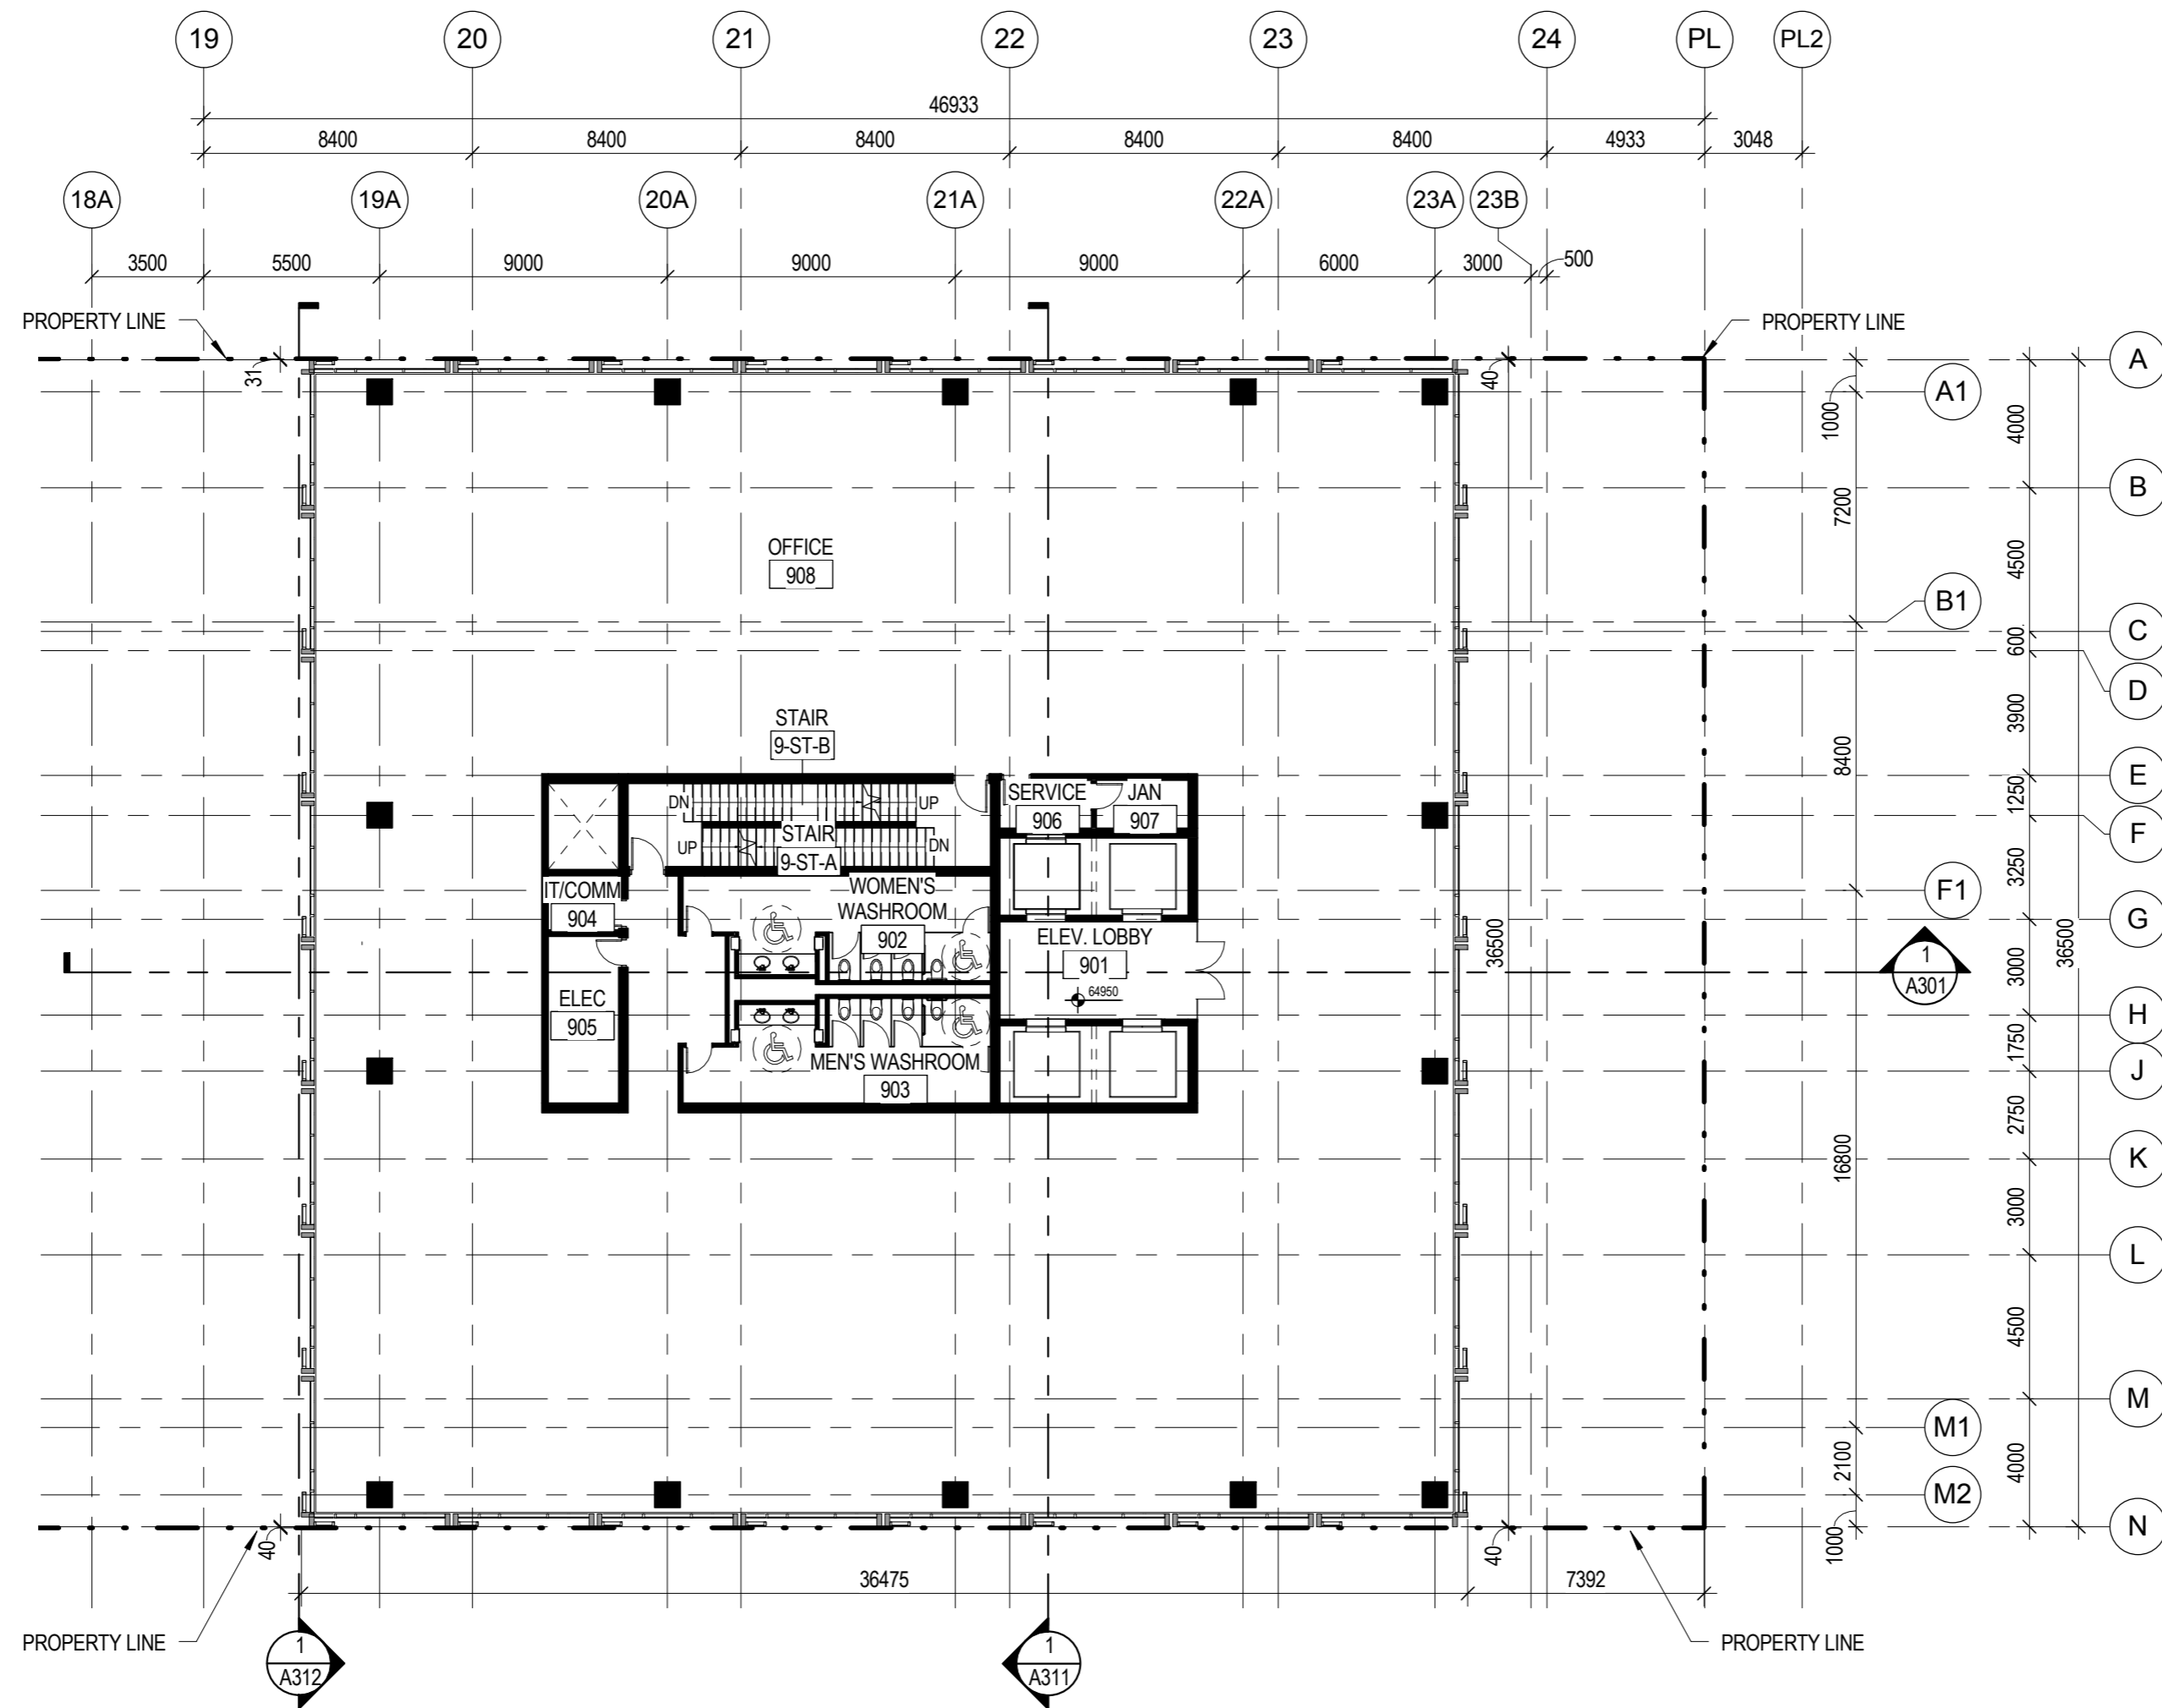 19 20 21 22 23 24 PL PL2
46933
8400 8400 8400 8400 8400 4933 3048
18A 19A 20A 21A 22A 23A 23B
3500 5500 9000 9000 9000 6000 3000 500
PROPERTY LINE
PROPERTY LINE
31
40
A
A1
1000
4000
B
7200
OFFICE
908
4500
B1
C
600
D
STAIR
9-ST-B
3900
8400
E
SERVICE
906
JAN
907
DN
UP
1250
STAIR
9-ST-A
UP
DN
F
IT/COMM
904
WOMEN'S
WASHROOM
902
3250
F1
G
ELEV. LOBBY
901
64950
36500
36500
1
A301
3000
ELEC
905
H
MEN'S WASHROOM
903
1750
J
2750
K
16800
3000
L
4500
M
M1
2100
4000
M2
1000
N
40
40
36475
7392
PROPERTY LINE
PROPERTY LINE
1
A312
1
A311